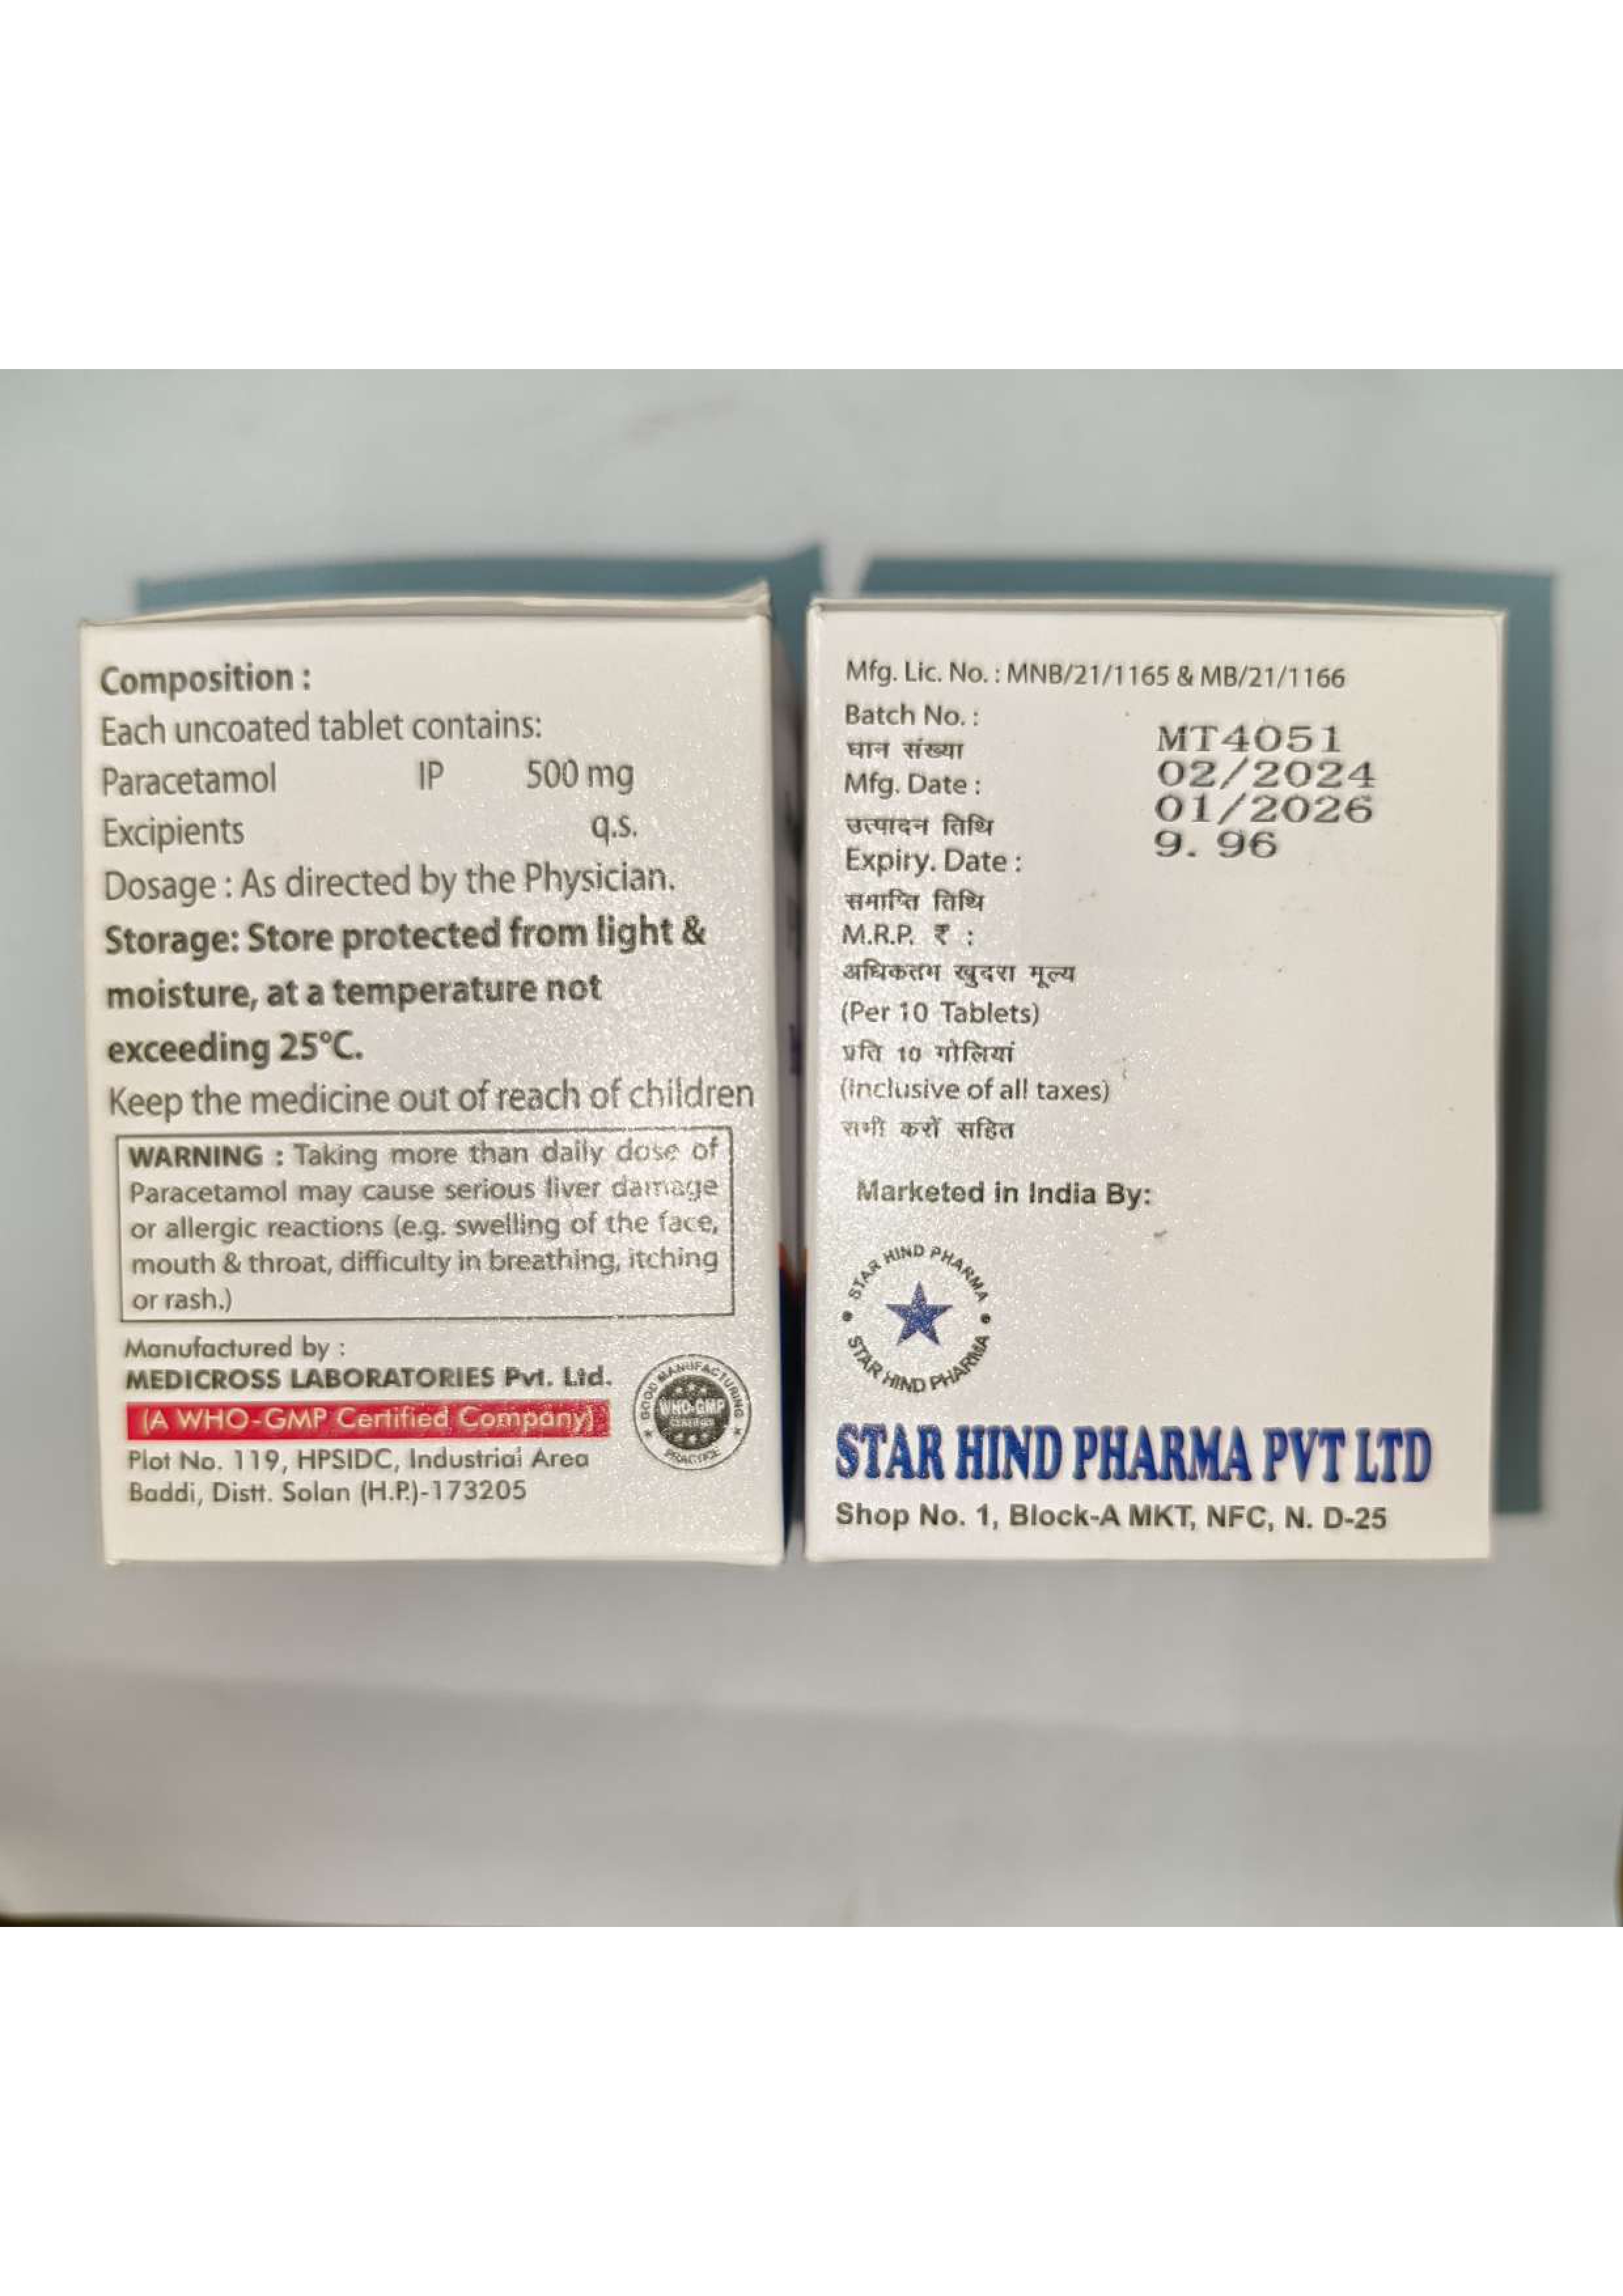 Composition :
Each uncoated tablet contains:
Paracetamol IP 500 mg
Excipients q.s.
Dosage : As directed by the Physician.
Storage: Store protected from light &
moisture, at a temperature not
exceeding 25°C.
Keep the medicine out of reach of children
WARNING : Taking more than daily dose of
Paracetamol may cause serious liver damage
or allergic reactions (e.g. swelling of the face,
mouth & throat, difficulty in breathing, itching
or rash.)
Manufactured by :
MEDICROSS LABORATORIES Pvt. Ltd.
(A WHO-GMP Certified Company)
Plot No. 119, HPSIDC, Industrial Area
Baddi, Distt. Solan (H.P.)-173205
GOOD MANUFACTURING
WHO-GMP
CERTIFIED
PRACTICE
Mfg. Lic. No. : MNB/21/1165 & MB/21/1166
Batch No. :
घान संख्या
MT4051
Mfg. Date :
02/2024
उत्पादन तिथि
01/2026
Expiry. Date :
9. 96
समाप्ति तिथि
M.R.P. ₹ :
अधिकतम खुदरा मूल्य
(Per 10 Tablets)
प्रति 10 गोलियां
(Inclusive of all taxes)
सभी करों सहित
Marketed in India By:
STAR HIND PHARMA
STAR HIND PHARMA
STAR HIND PHARMA PVT LTD
Shop No. 1, Block-A MKT, NFC, N. D-25